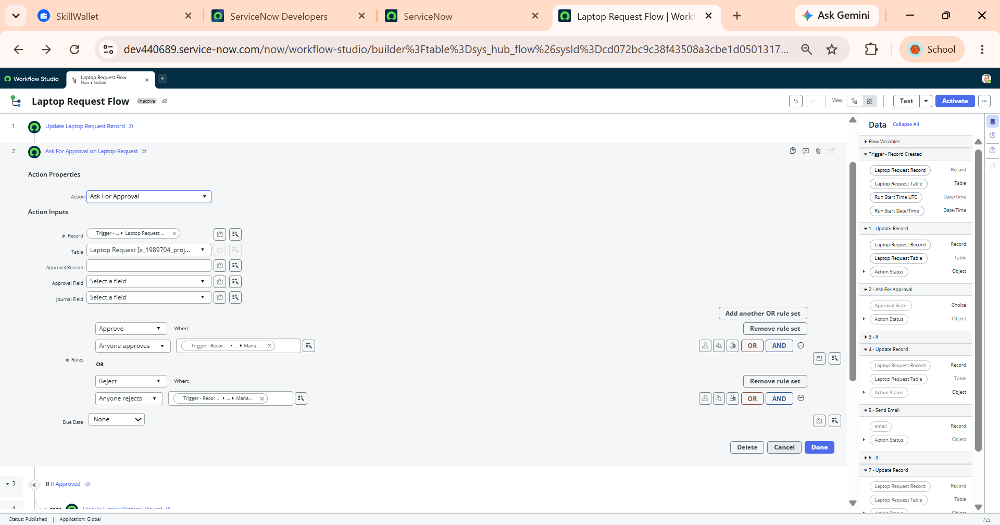 SkillWallet
ServiceNow Developers
ServiceNow
Laptop Request Flow | Workf
Ask Gemini
dev440689.service-now.com/now/workflow-studio/builder%3Ftable%3Dsys_hub_flow%26sysId%3Dcd072bc9c38f43508a3cbe1d0501317...
School
Workflow Studio
Laptop Request Flow
Flow • Global
Laptop Request Flow
Inactive
View:
Test
Activate
1
Update Laptop Request Record
2
Ask For Approval on Laptop Request
Action Properties
Action
Ask For Approval
Action Inputs
* Record
Trigger - ... ▸ Laptop Request ...
Table
Laptop Request [x_1989704_proj...
Approval Reason
Approval Field
Select a field
Journal Field
Select a field
Add another OR rule set
Approve
When:
Remove rule set
Anyone approves
Trigger - Recor... ▸ ... ▸ Mana...
OR
AND
* Rules
OR
Reject
When:
Remove rule set
Anyone rejects
Trigger - Recor... ▸ ... ▸ Mana...
OR
AND
Due Date
None
Delete
Cancel
Done
3
If If Approved
4
then
Update Laptop Request Record
Data
Collapse All
Flow Variables
Trigger - Record Created
Laptop Request Record Record
Laptop Request Table Table
Run Start Time UTC Date/Time
Run Start Date/Time Date/Time
1 - Update Record
Laptop Request Record Record
Laptop Request Table Table
Action Status Object
2 - Ask For Approval
Approval State Choice
Action Status Object
3 - If
4 - Update Record
Laptop Request Record Record
Laptop Request Table Table
Action Status Object
5 - Send Email
email Record
Action Status Object
6 - If
7 - Update Record
Laptop Request Record Record
Laptop Request Table Table
Action Status Object
Status: Published | Application: Global
2